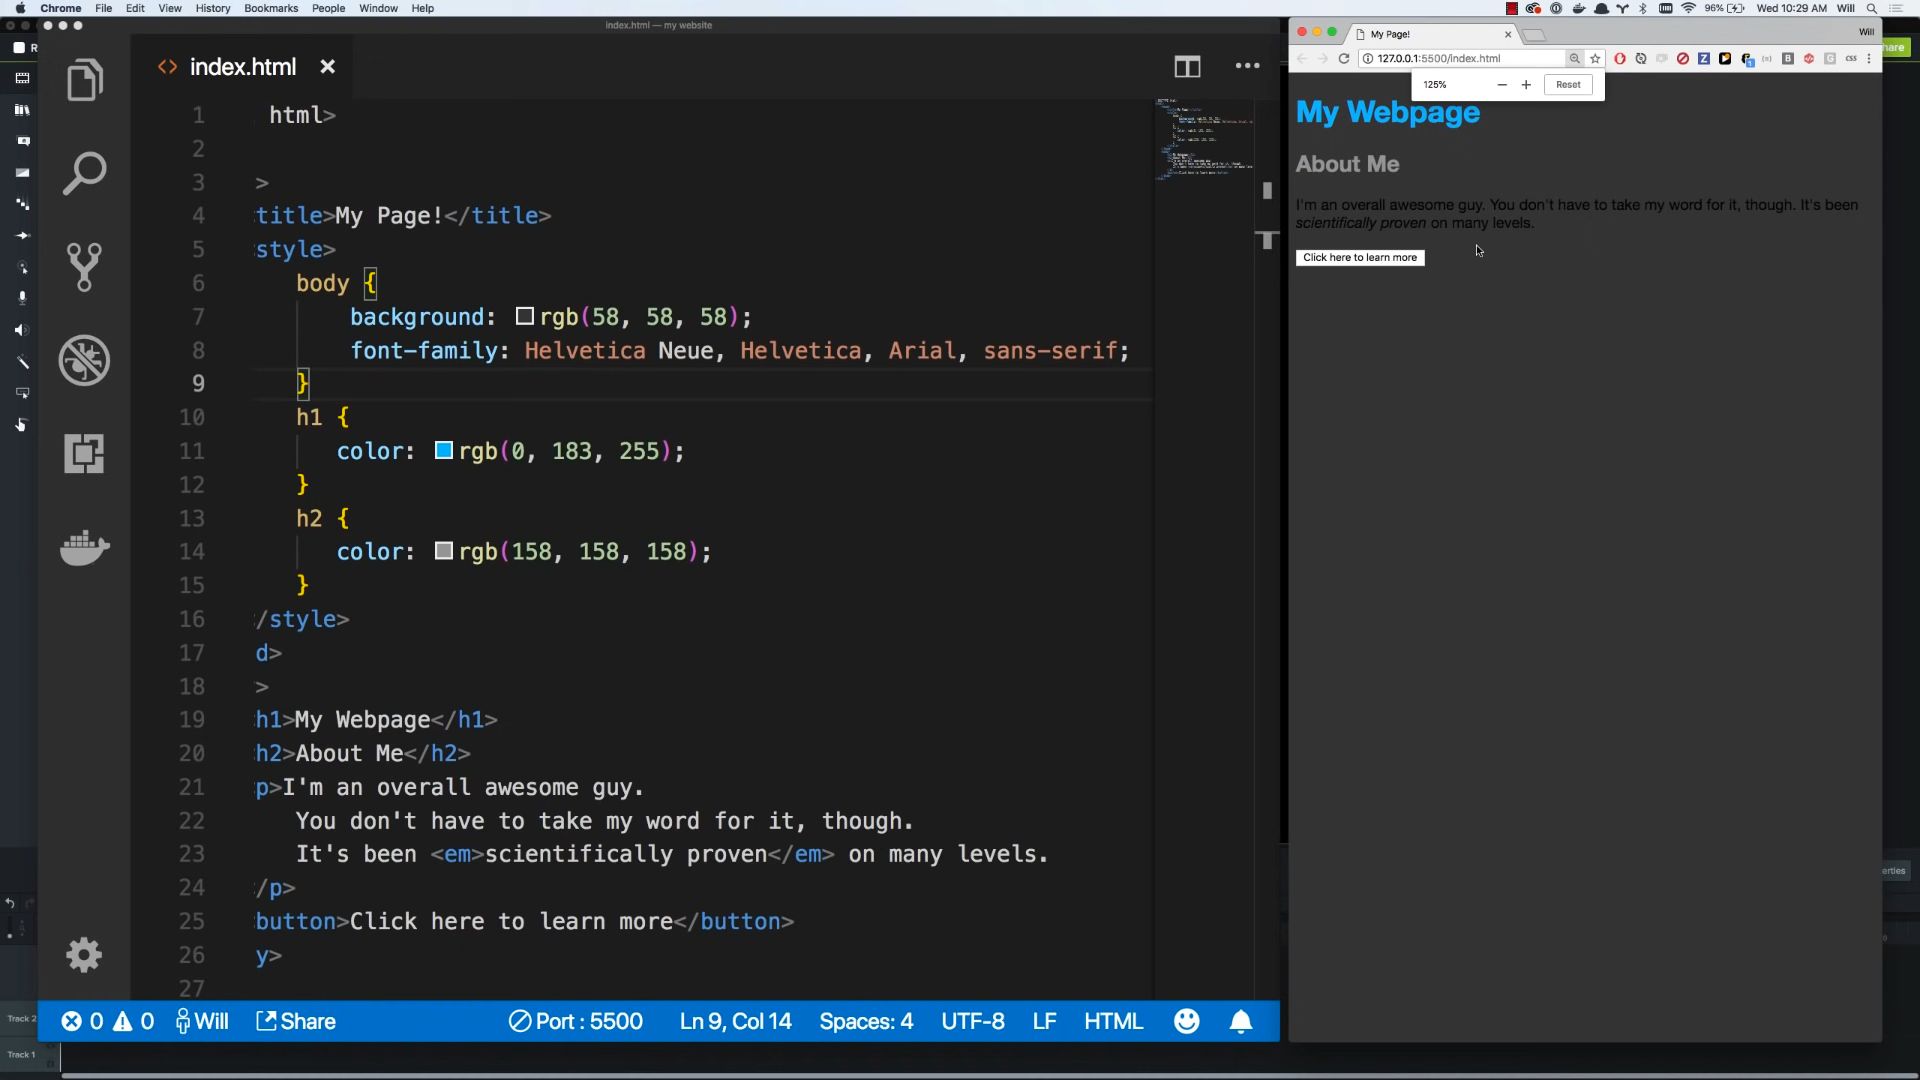 Chrome File Edit View History Bookmarks People Window Help
96% Wed 10:29 AM Will
index.html — my website
index.html
1 html>
2
3 >
4 title>My Page!</title>
5 style>
6 body {
7 background: rgb(58, 58, 58);
8 font-family: Helvetica Neue, Helvetica, Arial, sans-serif;
9 }
10 h1 {
11 color: rgb(0, 183, 255);
12 }
13 h2 {
14 color: rgb(158, 158, 158);
15 }
16 /style>
17 d>
18 >
19 h1>My Webpage</h1>
20 h2>About Me</h2>
21 p>I'm an overall awesome guy.
22 You don't have to take my word for it, though.
23 It's been <em>scientifically proven</em> on many levels.
24 /p>
25 button>Click here to learn more</button>
26 y>
27
0 0 Will Share Port : 5500 Ln 9, Col 14 Spaces: 4 UTF-8 LF HTML
My Page!
Will
127.0.0.1:5500/index.html
125% − + Reset
My Webpage
About Me
I'm an overall awesome guy. You don't have to take my word for it, though. It's been
scientifically proven on many levels.
Click here to learn more
hare
erties
Track 2
Track 1